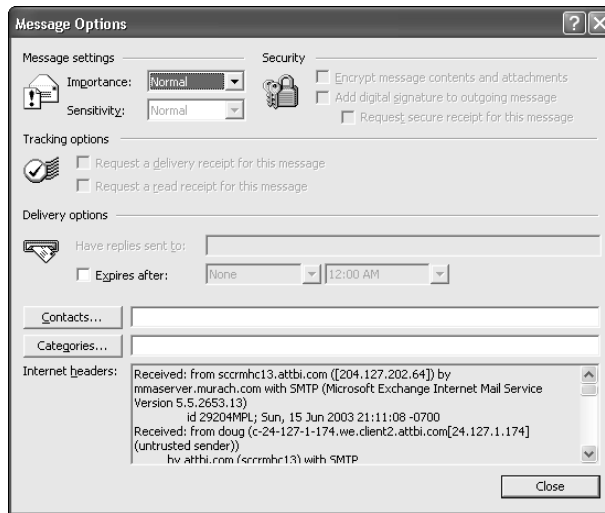 Message Options
Message settings
Security
Importance:
Normal
Sensitivity:
Normal
Encrypt message contents and attachments
Add digital signature to outgoing message
Request secure receipt for this message
Tracking options
Request a delivery receipt for this message
Request a read receipt for this message
Delivery options
Have replies sent to:
Expires after:
None
12:00 AM
Contacts...
Categories...
Internet headers:
Received: from sccrmhc13.attbi.com ([204.127.202.64]) by
mmaserver.murach.com with SMTP (Microsoft Exchange Internet Mail Service
Version 5.5.2653.13)
id 29204MPL; Sun, 15 Jun 2003 21:11:08 -0700
Received: from doug (c-24-127-1-174.we.client2.attbi.com[24.127.1.174]
(untrusted sender))
by attbi.com (sccrmhc13) with SMTP
Close